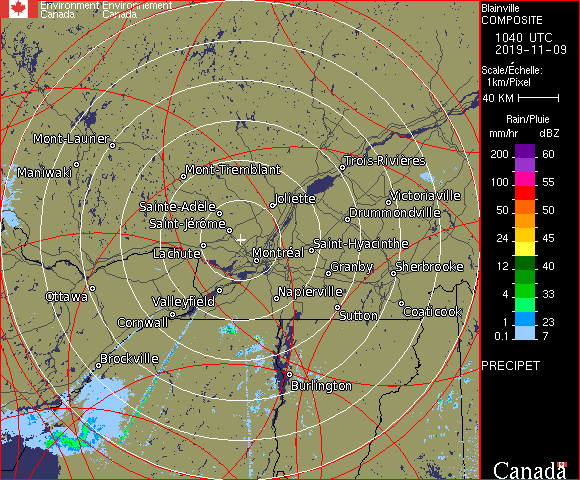 Environment Environnement
Canada Canada
Blainville
COMPOSITE
1040 UTC
2019-11-09
Scale/Échelle:
1km/Pixel
40 KM
Rain/Pluie
mm/hr dBZ
200 60
100 55
50 50
24 45
12 40
4 33
1 23
0.1 7
PRECIPET
Mont-Laurier
Maniwaki
Mont-Tremblant
Trois-Rivières
Joliette
Victoriaville
Sainte-Adèle
Drummondville
Saint-Jérôme
Saint-Hyacinthe
Lachute
Montréal
Granby
Sherbrooke
Ottawa
Valleyfield
Napierville
Coaticook
Cornwall
Sutton
Brockville
Burlington
Canada